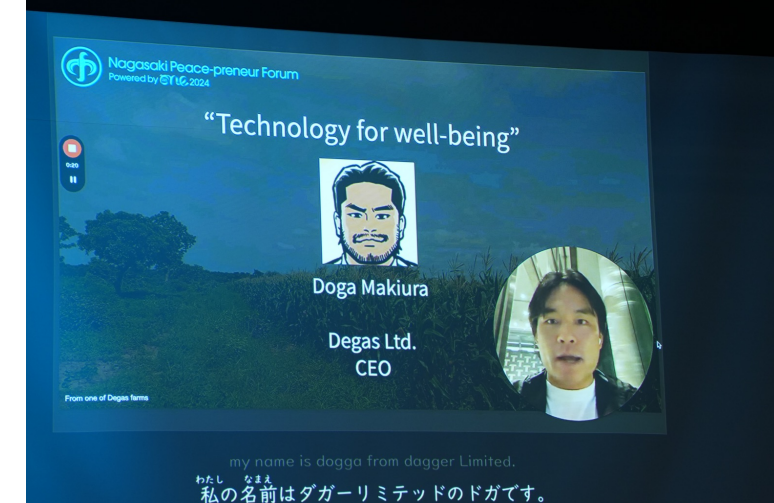 Nagasaki Peace-preneur Forum
Powered by ETIC. 2024
“Technology for well-being”
0:20
Doga Makiura
Degas Ltd.
CEO
From one of Degas farms
my name is dogga from dagger Limited.
わたし なまえ
私の名前はダガーリミテッドのドガです。